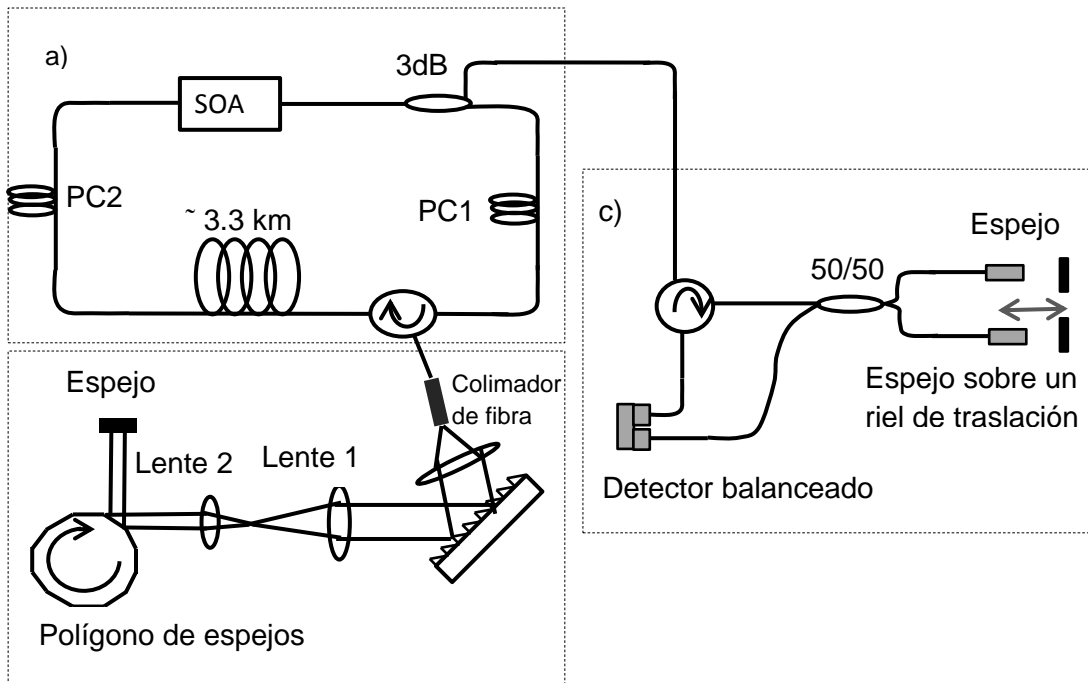 a)
3dB
SOA
PC2
PC1
~ 3.3 km
c)
Espejo
50/50
Espejo sobre un
riel de traslación
Detector balanceado
Espejo
Colimador
de fibra
Lente 2
Lente 1
Polígono de espejos